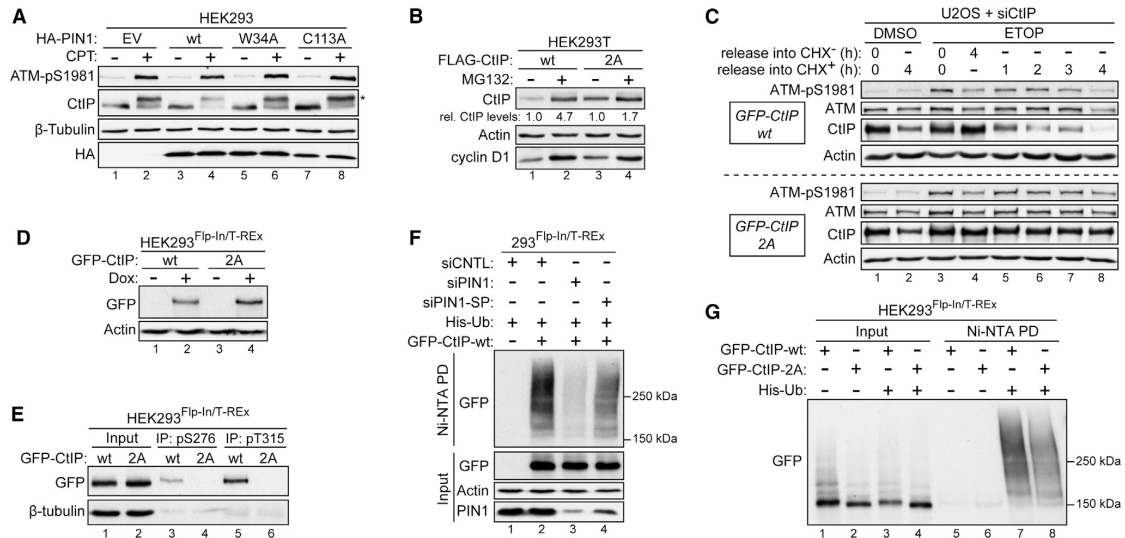 A
HEK293
HA-PIN1: EV wt W34A C113A
CPT: - + - + - + - +
ATM-pS1981
CtIP *
β-Tubulin
HA
1 2 3 4 5 6 7 8
B
HEK293T
FLAG-CtIP: wt 2A
MG132: - + - +
CtIP
rel. CtIP levels: 1.0 4.7 1.0 1.7
Actin
cyclin D1
1 2 3 4
C
U2OS + siCtIP
DMSO ETOP
release into CHX⁻ (h): 0 0 0 4 – – – –
release into CHX⁺ (h): 0 4 0 – 1 2 3 4
ATM-pS1981
ATM
CtIP
Actin
GFP-CtIP
wt
ATM-pS1981
ATM
CtIP
Actin
GFP-CtIP
2A
1 2 3 4 5 6 7 8
D
HEK293Flp-In/T-REx
GFP-CtIP: wt 2A
Dox: - + - +
GFP
Actin
1 2 3 4
E
HEK293Flp-In/T-REx
Input IP: pS276 IP: pT315
GFP-CtIP: wt 2A wt 2A wt 2A
GFP
β-tubulin
1 2 3 4 5 6
F
293Flp-In/T-REx
siCNTL: + + - -
siPIN1: - - + -
siPIN1-SP: - - - +
His-Ub: + + + +
GFP-CtIP-wt: - + + +
Ni-NTA PD
GFP
250 kDa
150 kDa
Input
GFP
Actin
PIN1
1 2 3 4
G
HEK293Flp-In/T-REx
Input Ni-NTA PD
GFP-CtIP-wt: + - + - + - + -
GFP-CtIP-2A: - + - + - + - +
His-Ub: - - + + - - + +
GFP
250 kDa
150 kDa
1 2 3 4 5 6 7 8